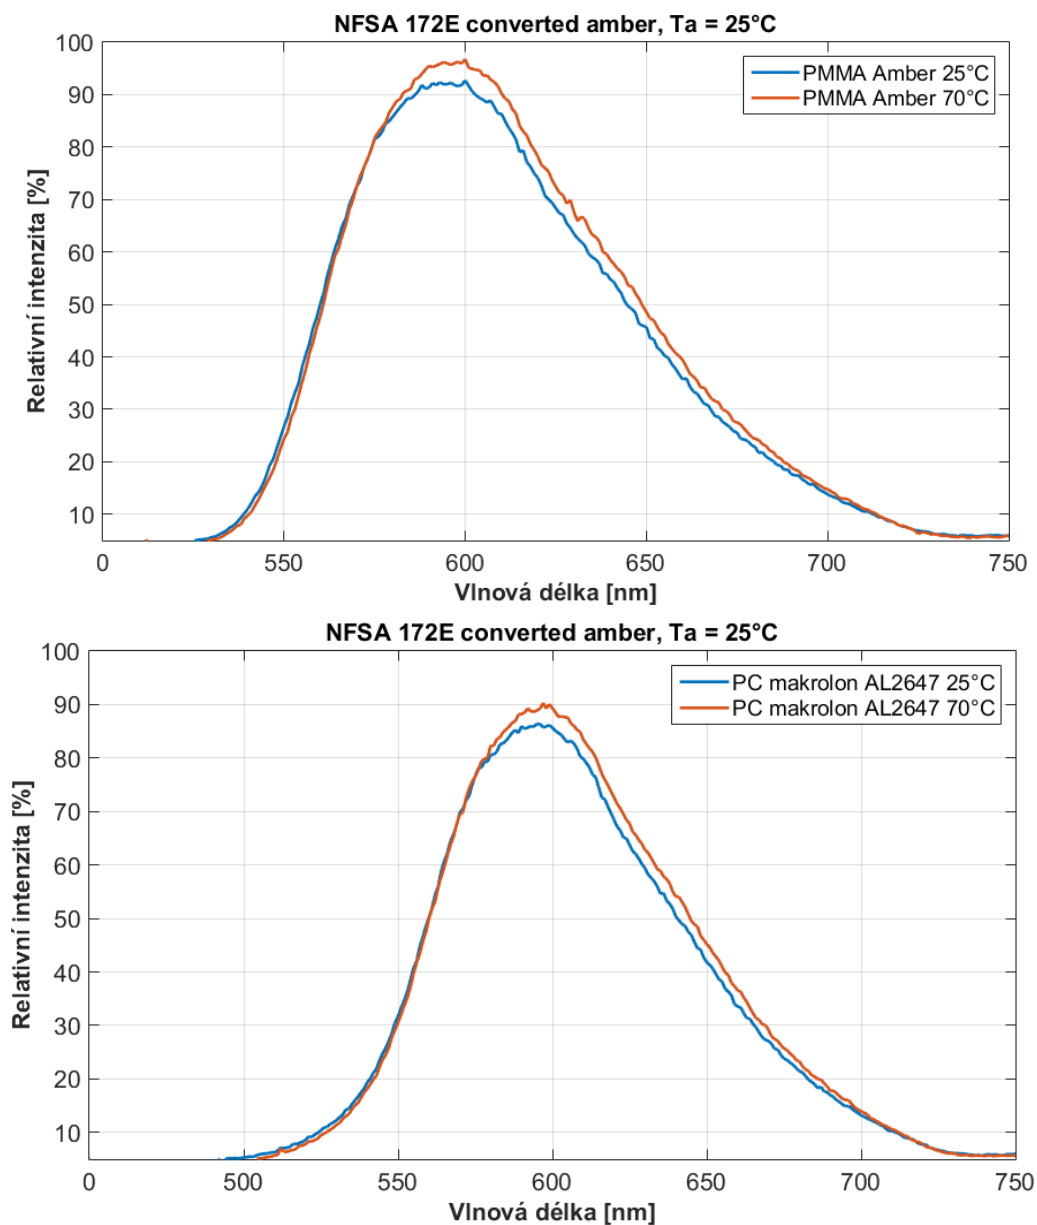 NFSA 172E converted amber, Ta = 25°C
100
90
80
70
60
50
40
30
20
10
Relativní intenzita [%]
PMMA Amber 25°C
PMMA Amber 70°C
0 550 600 650 700 750
Vlnová délka [nm]
NFSA 172E converted amber, Ta = 25°C
100
90
80
70
60
50
40
30
20
10
Relativní intenzita [%]
PC makrolon AL2647 25°C
PC makrolon AL2647 70°C
0 500 550 600 650 700 750
Vlnová délka [nm]